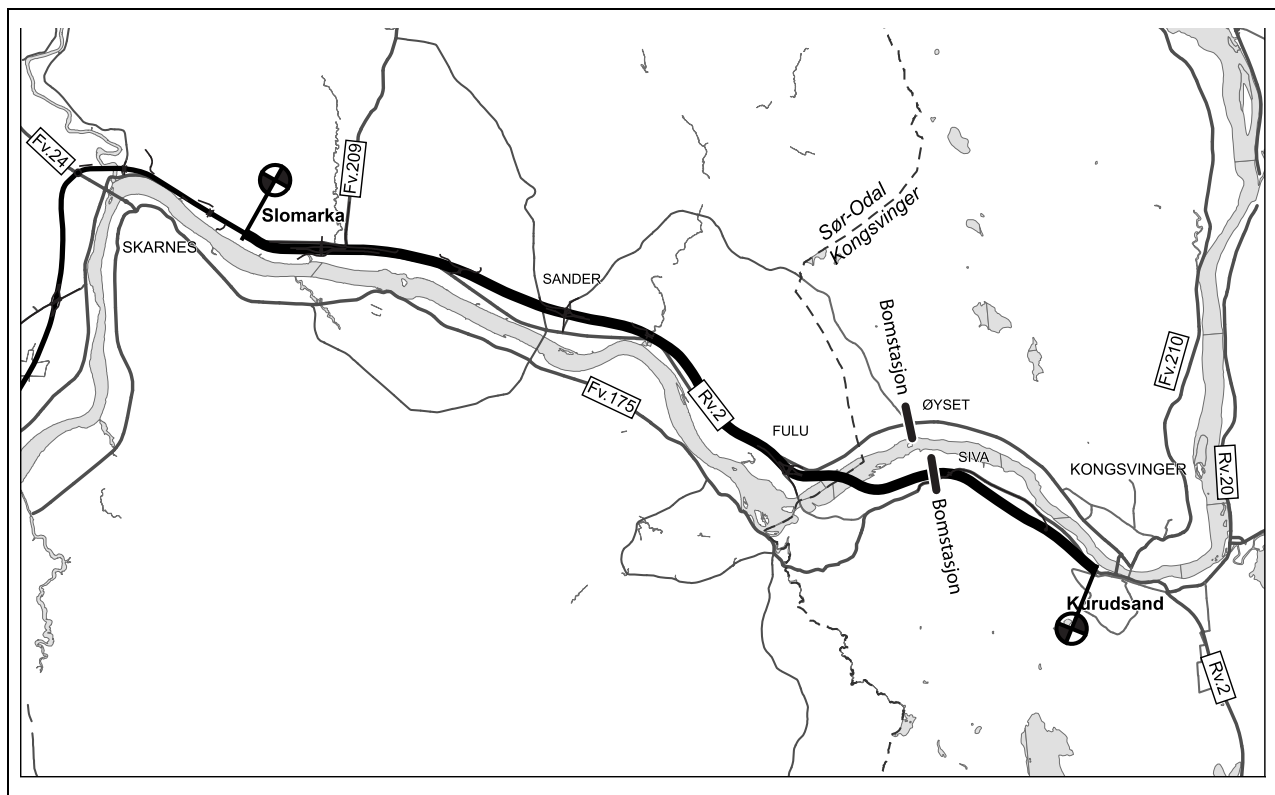 Fv.24
Fv.209
Slomarka
SKARNES
Sør-Odal
Kongsvinger
SANDER
Bomstasjon
Fv.210
Fv.175
Rv.2
ØYSET
FULU
SIVA
KONGSVINGER
Rv.20
Bomstasjon
Kurudsand
Rv.2